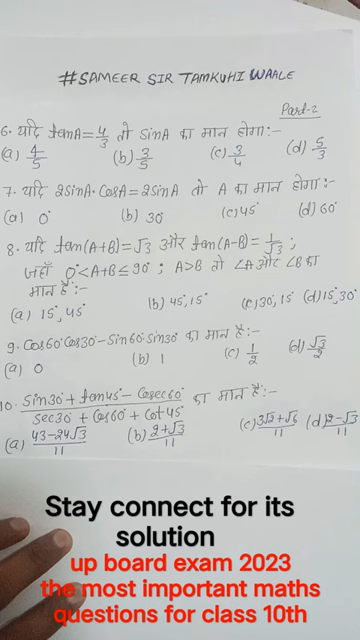 #SAMEER SIR TAMKUHI WAALE
Part-2
6. यदि tanA=4/3 तो sinA का मान होगा:-
(a) 4/5 (b) 3/5 (c) 3/4 (d) 5/3
7. यदि 2sinA·CosA=2sinA तो A का मान होगा:-
(a) 0° (b) 30° (c) 45° (d) 60°
8. यदि tan(A+B)=√3 और tan(A-B)=1/√3;
जहाँ 0°<A+B≤90°; A>B तो ∠A और ∠B का
मान है:-
(a) 15°,45° (b) 45°,15° (c) 30°,15° (d) 15°,30°
9. Cos60°Cos30°-Sin60°·Sin30° का मान है:-
(a) 0 (b) 1 (c) 1/2 (d) √3/2
10. Sin30°+tan45°-Cosec60°/Sec30°+Cos60°+Cot45° का मान है:-
(a) 43-24√3/11 (b) 2+√3/11 (c) 3√3+√6/11 (d) 2-√3/11
Stay connect for its
solution
up board exam 2023
the most important maths
questions for class 10th